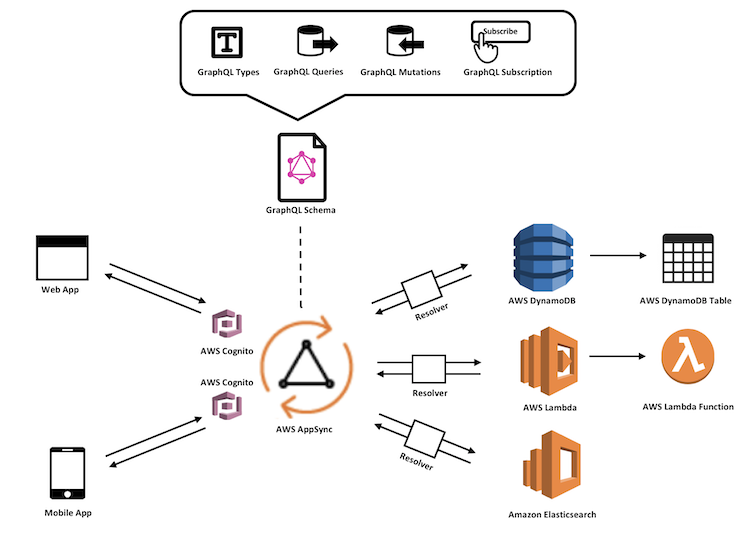 T
Subscribe
GraphQL Types
GraphQL Queries
GraphQL Mutations
GraphQL Subscription
GraphQL Schema
Web App
AWS Cognito
AWS Cognito
Mobile App
AWS AppSync
Resolver
Resolver
Resolver
AWS DynamoDB
AWS DynamoDB Table
AWS Lambda
λ
AWS Lambda Function
Amazon Elasticsearch